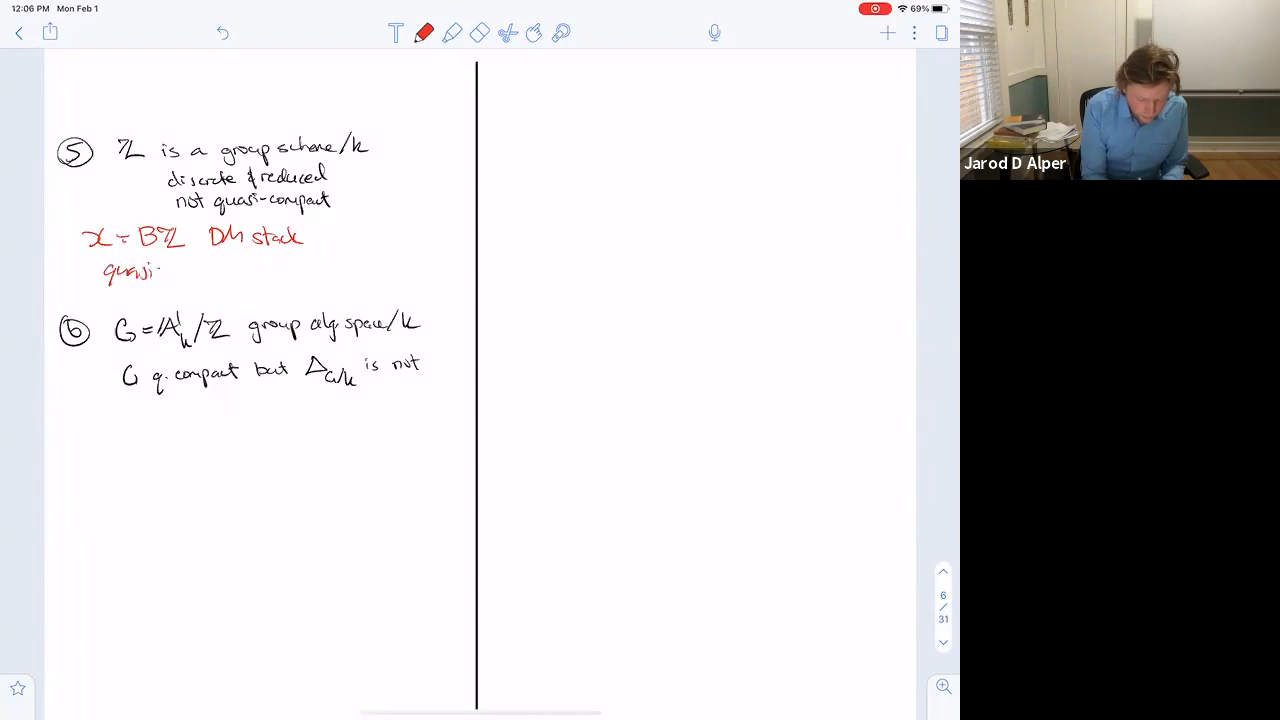 12:06 PM Mon Feb 1
69%
⑤ ℤ is a group scheme/k
discrete & reduced
not quasi-compact
𝒳 = Bℤ DM stack
quasi-
⑥ G = 𝔸¹ₖ/ℤ group alg space/k
G q. compact but Δ_{G/k} is not
6
/
31
Jarod D Alper